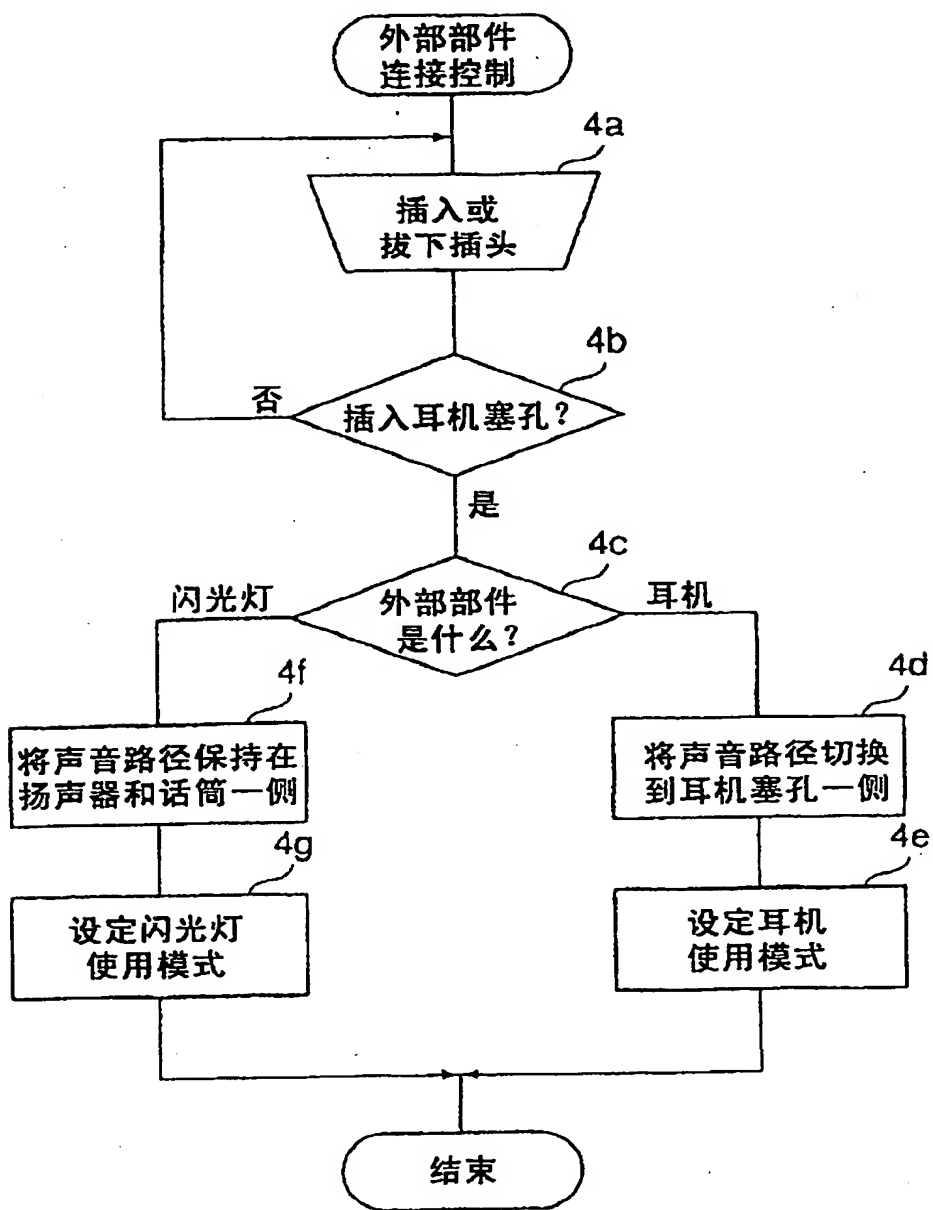 外部部件
连接控制
4a
插入或
拔下插头
4b
否
插入耳机塞孔？
是
4c
闪光灯
外部部件
是什么？
耳机
4f
将声音路径保持在
扬声器和话筒一侧
4d
将声音路径切换
到耳机塞孔一侧
4g
设定闪光灯
使用模式
4e
设定耳机
使用模式
结束